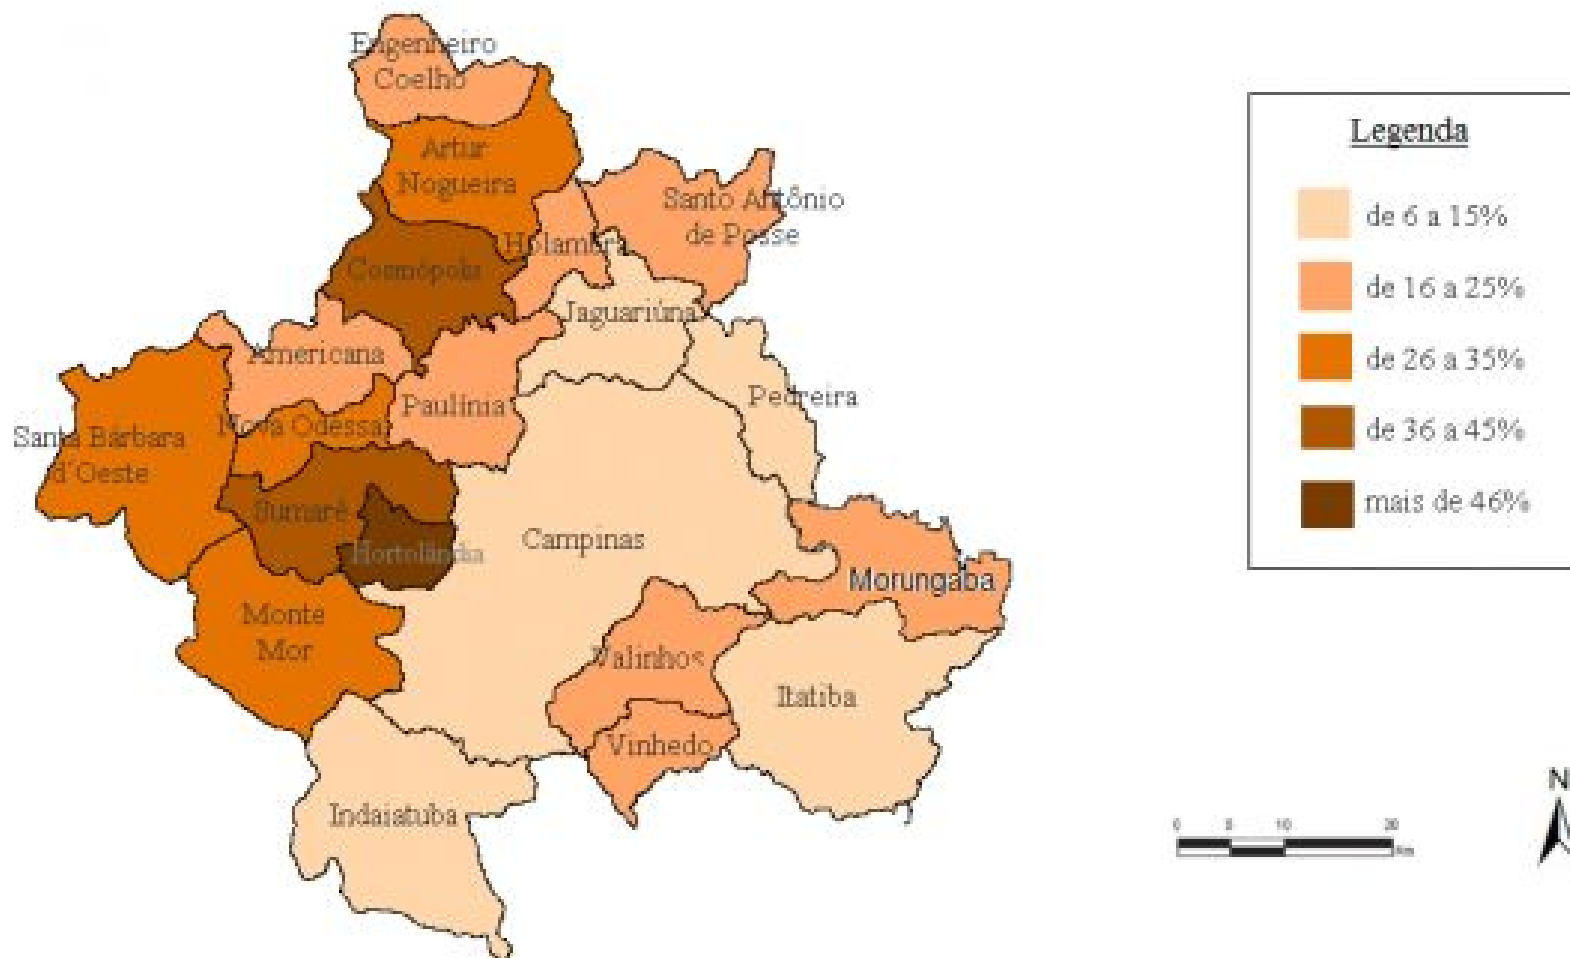 Engenheiro
Coelho
Artur
Nogueira
Santo Antônio
de Posse
Holambra
Cosmópolis
Jaguariúna
Americana
Pedreira
Paulínia
Nova Odessa
Santa Bárbara
d'Oeste
Sumaré
Hortolândia
Campinas
Morungaba
Monte
Mor
Valinhos
Itatiba
Vinhedo
Indaiatuba
Legenda
de 6 a 15%
de 16 a 25%
de 26 a 35%
de 36 a 45%
mais de 46%
N
0 5 10 20
Km